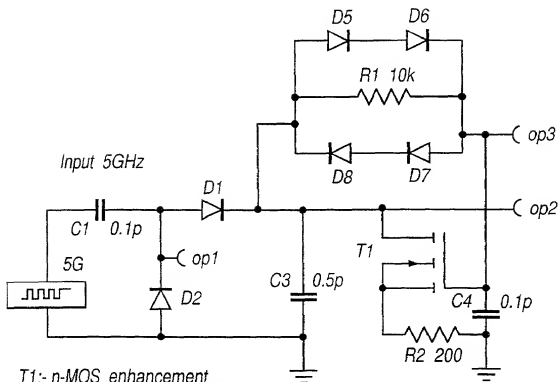 D5 D6
R1 10k
op3
D8 D7
Input 5GHz
D1
op2
C1 0.1p
op1
T1
5G
D2
C3 0.5p
C4 0.1p
R2 200
T1:- n-MOS enhancement